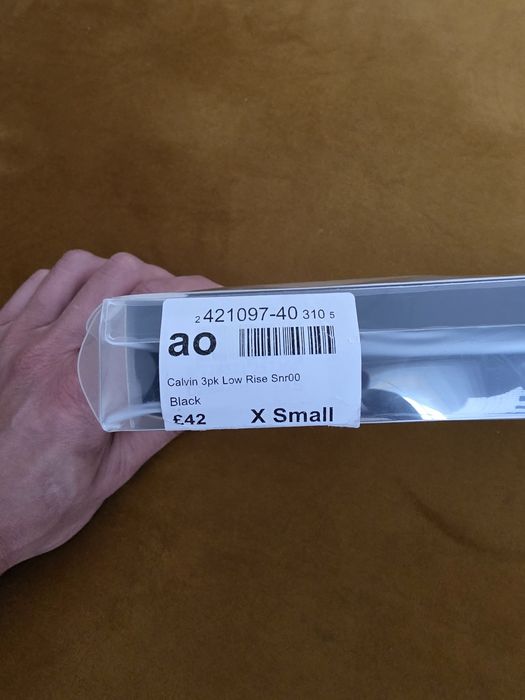 2 421097-40 310 5
ao
Calvin 3pk Low Rise Snr00
Black
£42 X Small